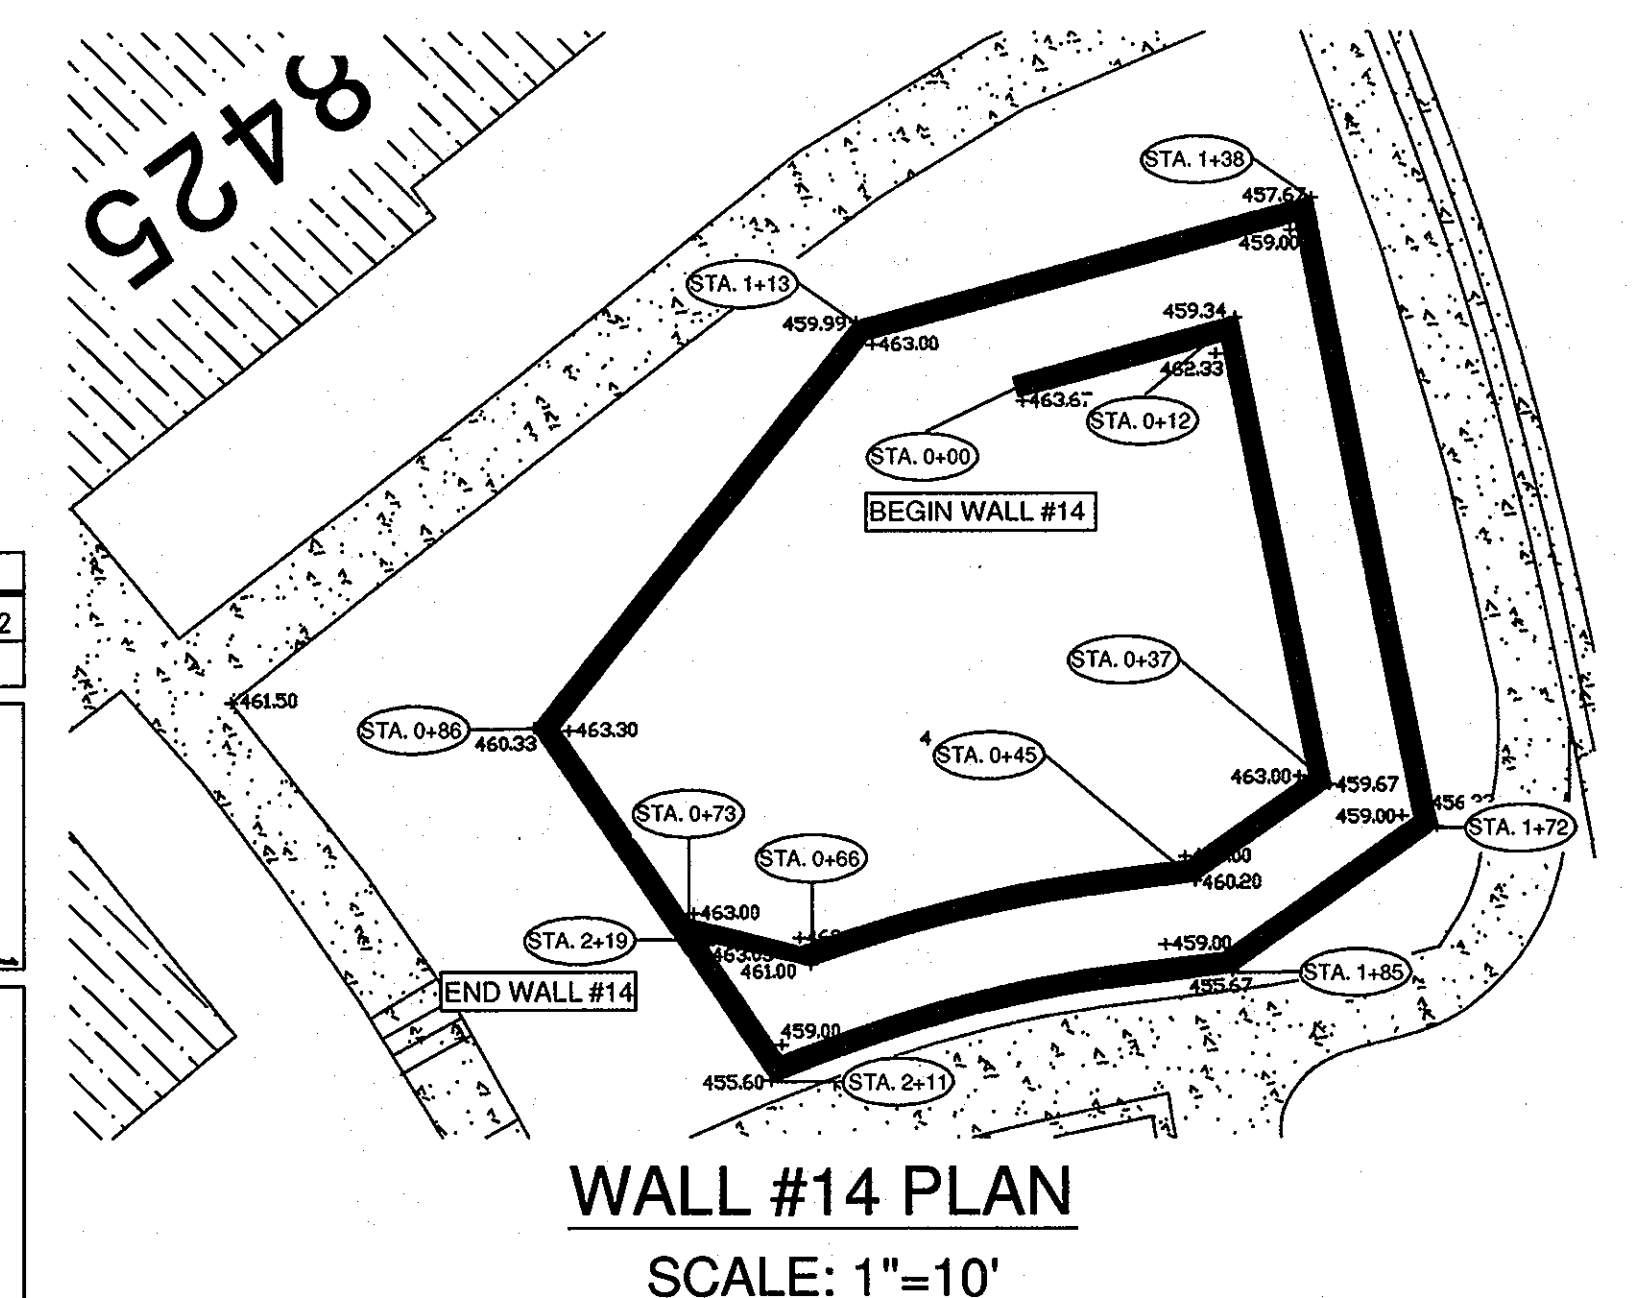 8425
STA. 1+38
457.67
459.00
STA. 1+13
459.99
463.00
459.34
462.33
463.67
STA. 0+12
STA. 0+00
BEGIN WALL #14
2
STA. 0+37
461.50
STA. 0+86
460.33
463.30
4
STA. 0+45
463.00
459.67
459.00
STA. 1+72
STA. 0+73
STA. 0+66
460.20
463.00
STA. 2+19
461.00
459.00
STA. 1+85
455.67
END WALL #14
459.00
455.60
STA. 2+11
WALL #14 PLAN
SCALE: 1"=10'